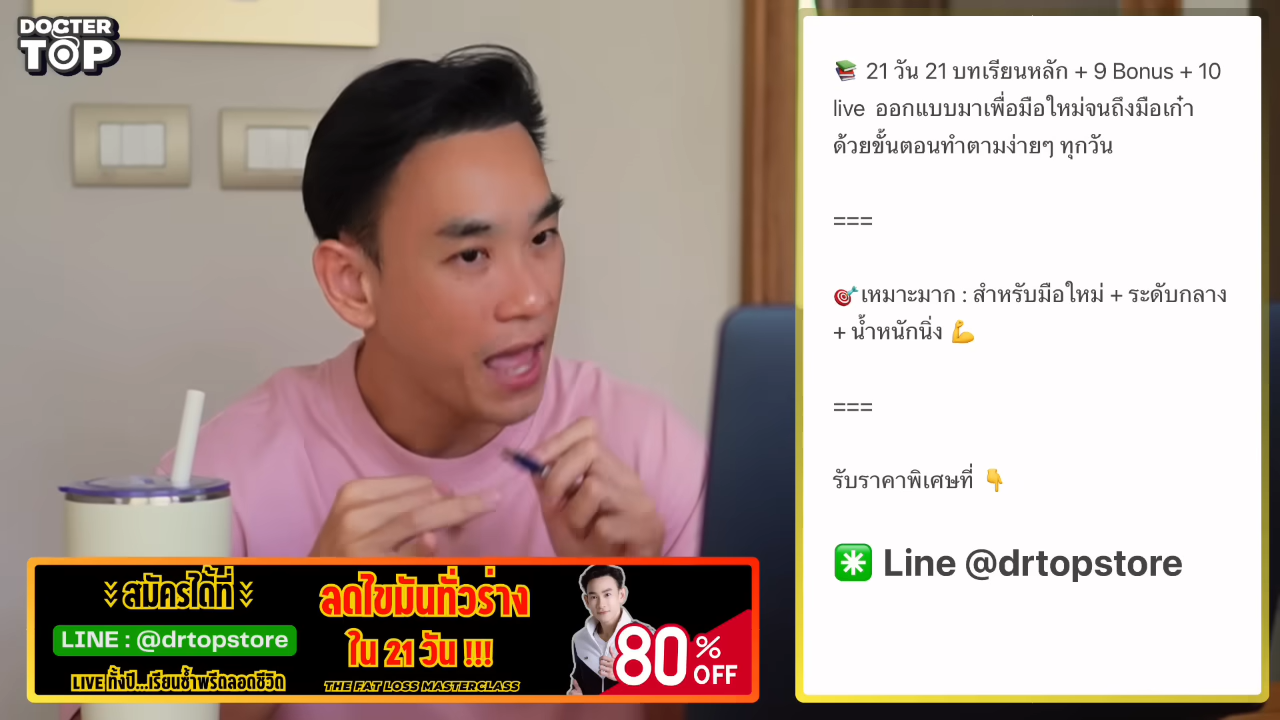 DOCTER
TOP
📚 21 วัน 21 บทเรียนหลัก + 9 Bonus + 10
live ออกแบบมาเพื่อมือใหม่จนถึงมือเก๋า
ด้วยขั้นตอนทำตามง่ายๆ ทุกวัน
===
🎯เหมาะมาก : สำหรับมือใหม่ + ระดับกลาง
+ น้ำหนักนิ่ง 💪
===
รับราคาพิเศษที่ 👇
✳️ Line @drtopstore
สมัครได้ที่
LINE : @drtopstore
LIVE ทั้งปี...เรียนซ้ำฟรีตลอดชีวิต
ลดไขมันทั่วร่าง
ใน 21 วัน !!!
THE FAT LOSS MASTERCLASS
80% OFF